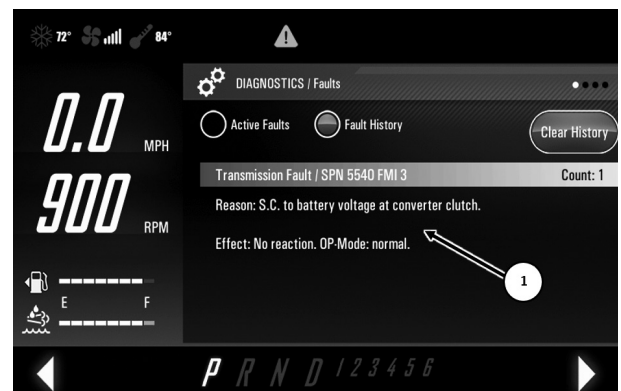 72° 84°
DIAGNOSTICS / Faults
Active Faults Fault History Clear History
0.0 MPH
Transmission Fault / SPN 5540 FMI 3 Count: 1
Reason: S.C. to battery voltage at converter clutch.
900 RPM
Effect: No reaction. OP-Mode: normal.
1
E F
P R N D 1 2 3 4 5 6